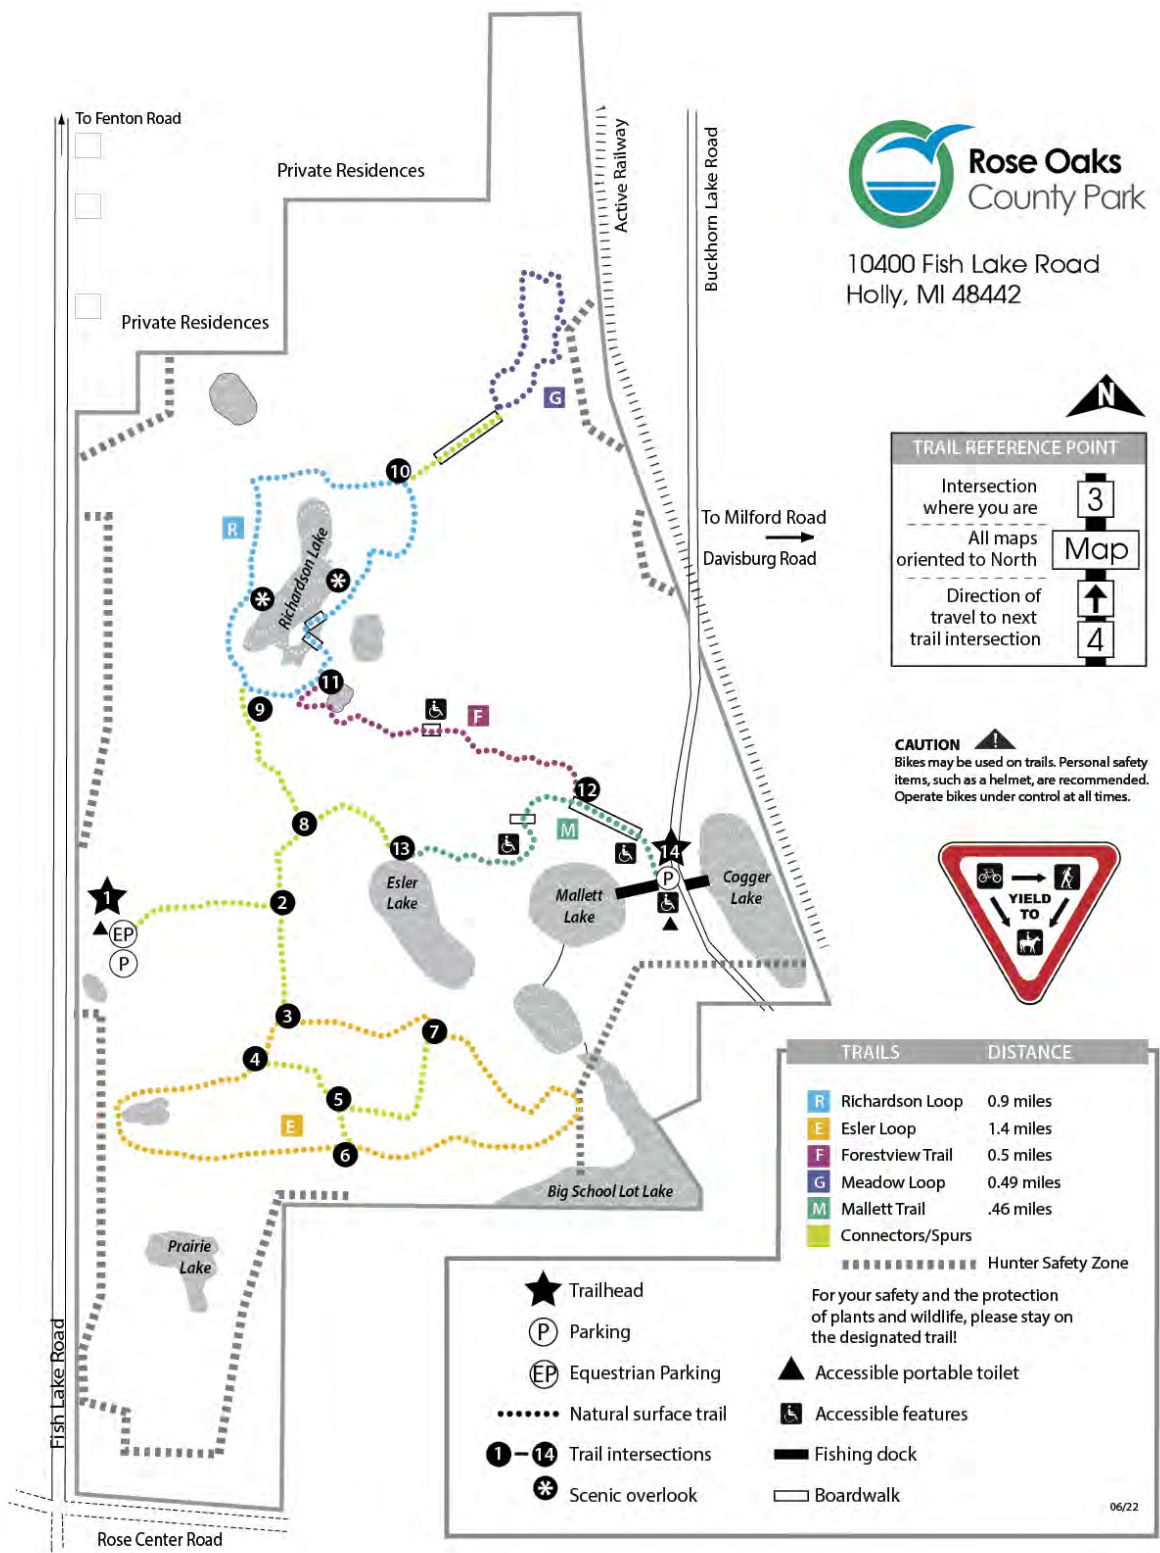 To Fenton Road
Private Residences
Private Residences
Active Railway
Buckhorn Lake Road
Rose Oaks
County Park
10400 Fish Lake Road
Holly, MI 48442
N
TRAIL REFERENCE POINT
Intersection
where you are
3
All maps
oriented to North
Map
Direction of
travel to next
trail intersection
4
To Milford Road
Davisburg Road
CAUTION !
Bikes may be used on trails. Personal safety
items, such as a helmet, are recommended.
Operate bikes under control at all times.
YIELD
TO
G
10
R
Richardson Lake
*
*
11
9
F
12
8
M
13
14
P
Esler
Lake
Mallett
Lake
Cogger
Lake
1
2
EP
P
3
7
4
5
E
6
Big School Lot Lake
Prairie
Lake
Fish Lake Road
Rose Center Road
TRAILS DISTANCE
R Richardson Loop 0.9 miles
E Esler Loop 1.4 miles
F Forestview Trail 0.5 miles
G Meadow Loop 0.49 miles
M Mallett Trail .46 miles
Connectors/Spurs
Hunter Safety Zone
For your safety and the protection
of plants and wildlife, please stay on
the designated trail!
Trailhead
P Parking
EP Equestrian Parking
Natural surface trail
1 – 14 Trail intersections
* Scenic overlook
Accessible portable toilet
Accessible features
Fishing dock
Boardwalk
06/22